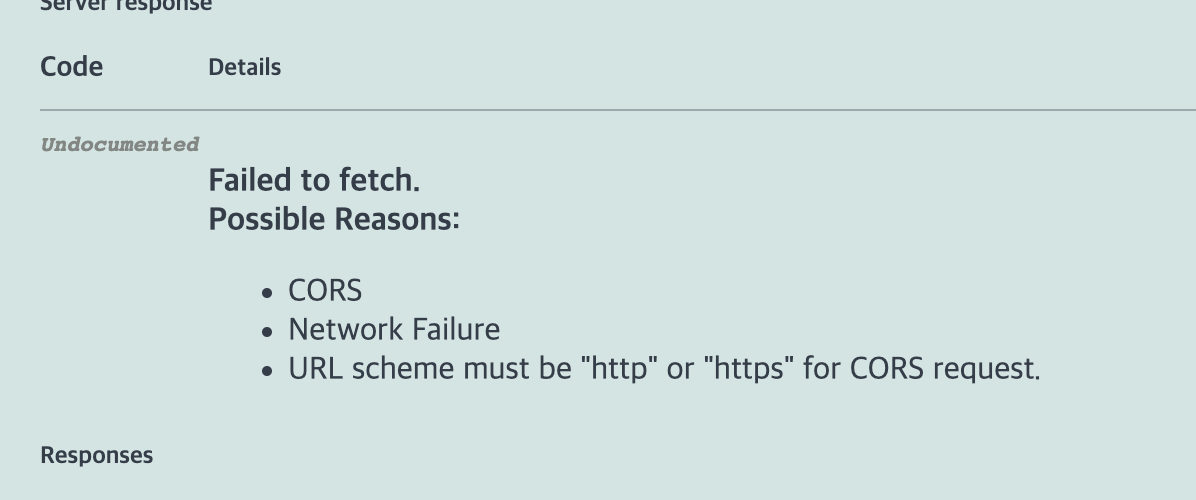 Server response
Code Details
Undocumented
Failed to fetch.
Possible Reasons:
CORS
Network Failure
URL scheme must be "http" or "https" for CORS request.
Responses